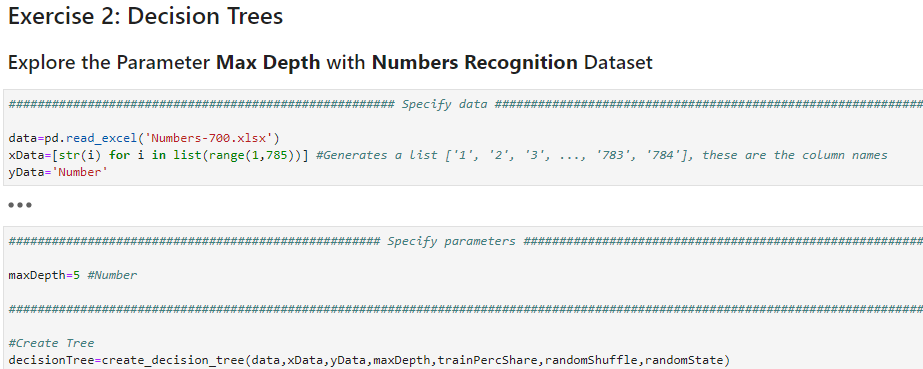 Exercise 2: Decision Trees
Explore the Parameter Max Depth with Numbers Recognition Dataset
###################################################### Specify data ############################################################
data=pd.read_excel('Numbers-700.xlsx')
xData=[str(i) for i in list(range(1,785))] #Generates a list ['1', '2', '3', ..., '783', '784'], these are the column names
yData='Number'
•••
#################################################### Specify parameters ########################################################
maxDepth=5 #Number
################################################################################################################################
#Create Tree
decisionTree=create_decision_tree(data,xData,yData,maxDepth,trainPercShare,randomShuffle,randomState)